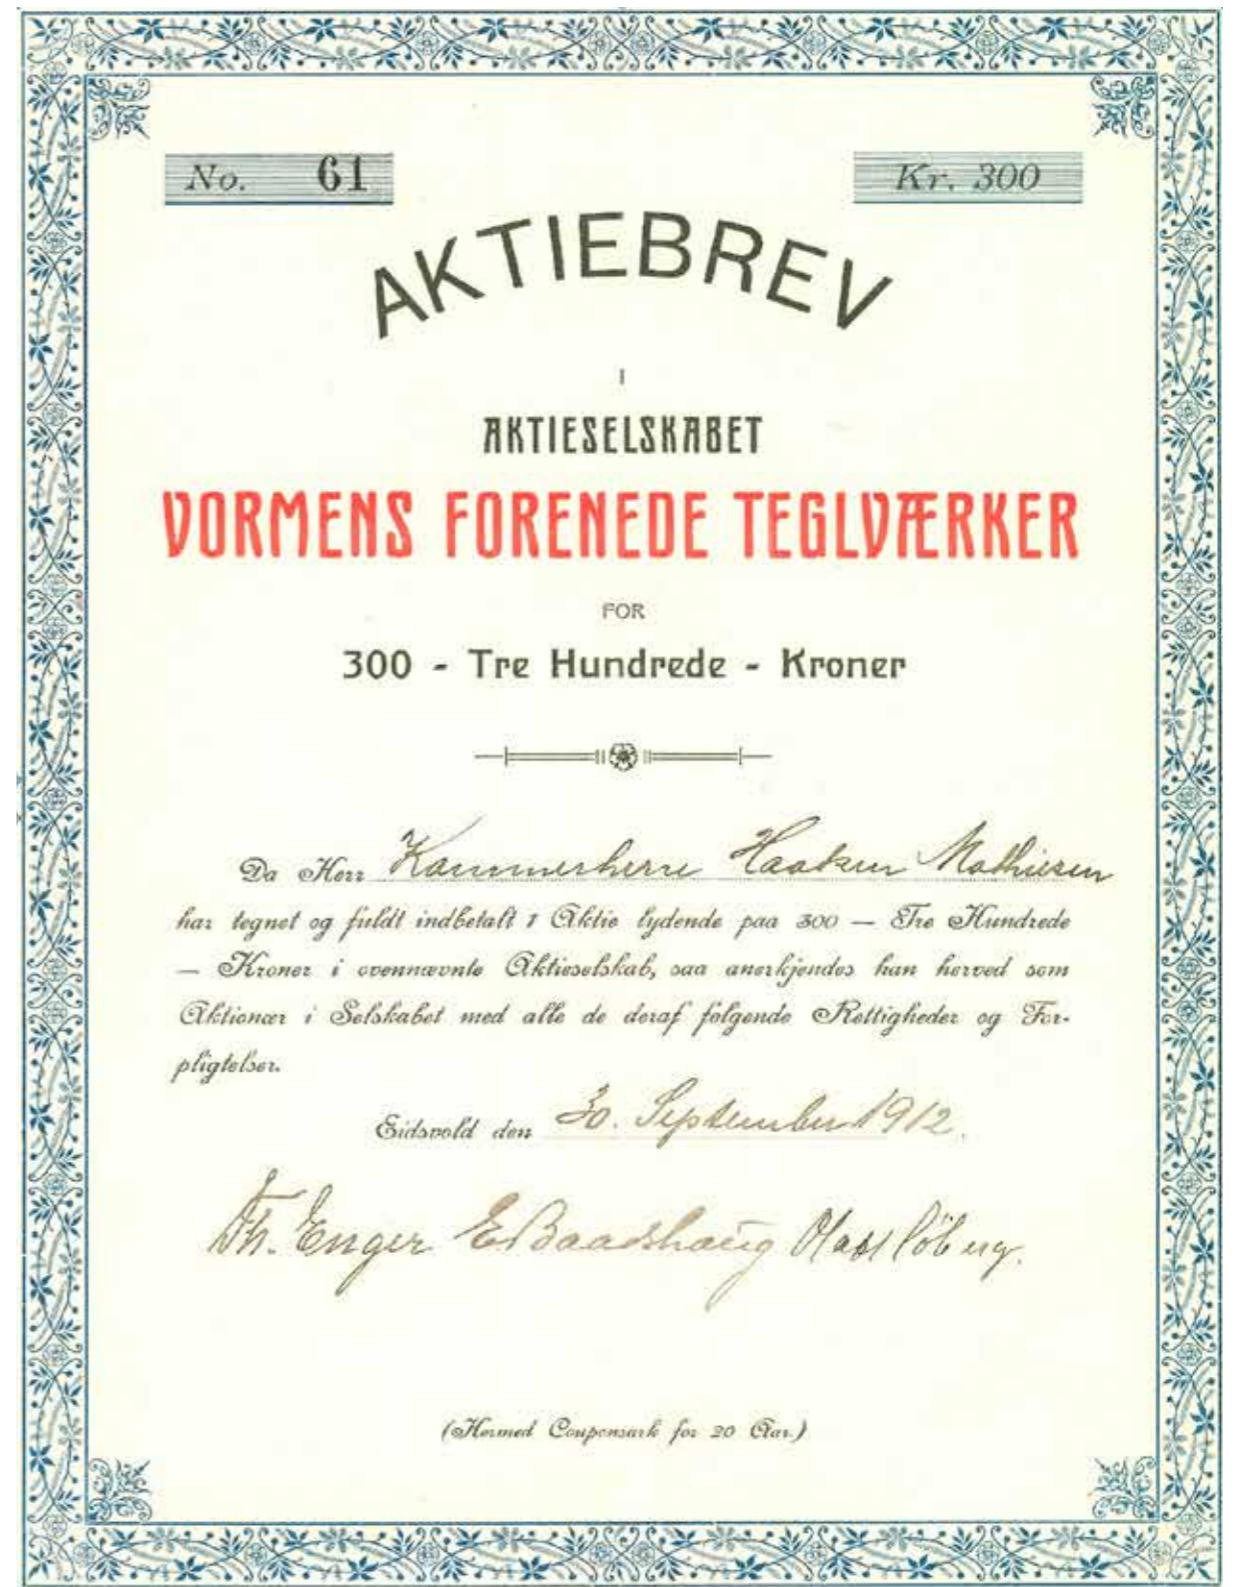 No. 61
Kr. 300
AKTIEBREV
I
AKTIESELSKABET
VORMENS FORENEDE TEGLVÆRKER
FOR
300 - Tre Hundrede - Kroner
Da Herr Kammerherre Haaken Mathiesen
har tegnet og fuldt indbetalt 1 Aktie lydende paa 300 — Tre Hundrede
— Kroner i ovennævnte Aktieselskab, saa anerkjendes han herved som
Aktionær i Selskabet med alle de deraf følgende Rettigheder og For-
pligtelser.
Eidsvold den 30. September 1912.
Th. Enger E Baadshaug
(Hermed Couponsark for 20 Aar.)